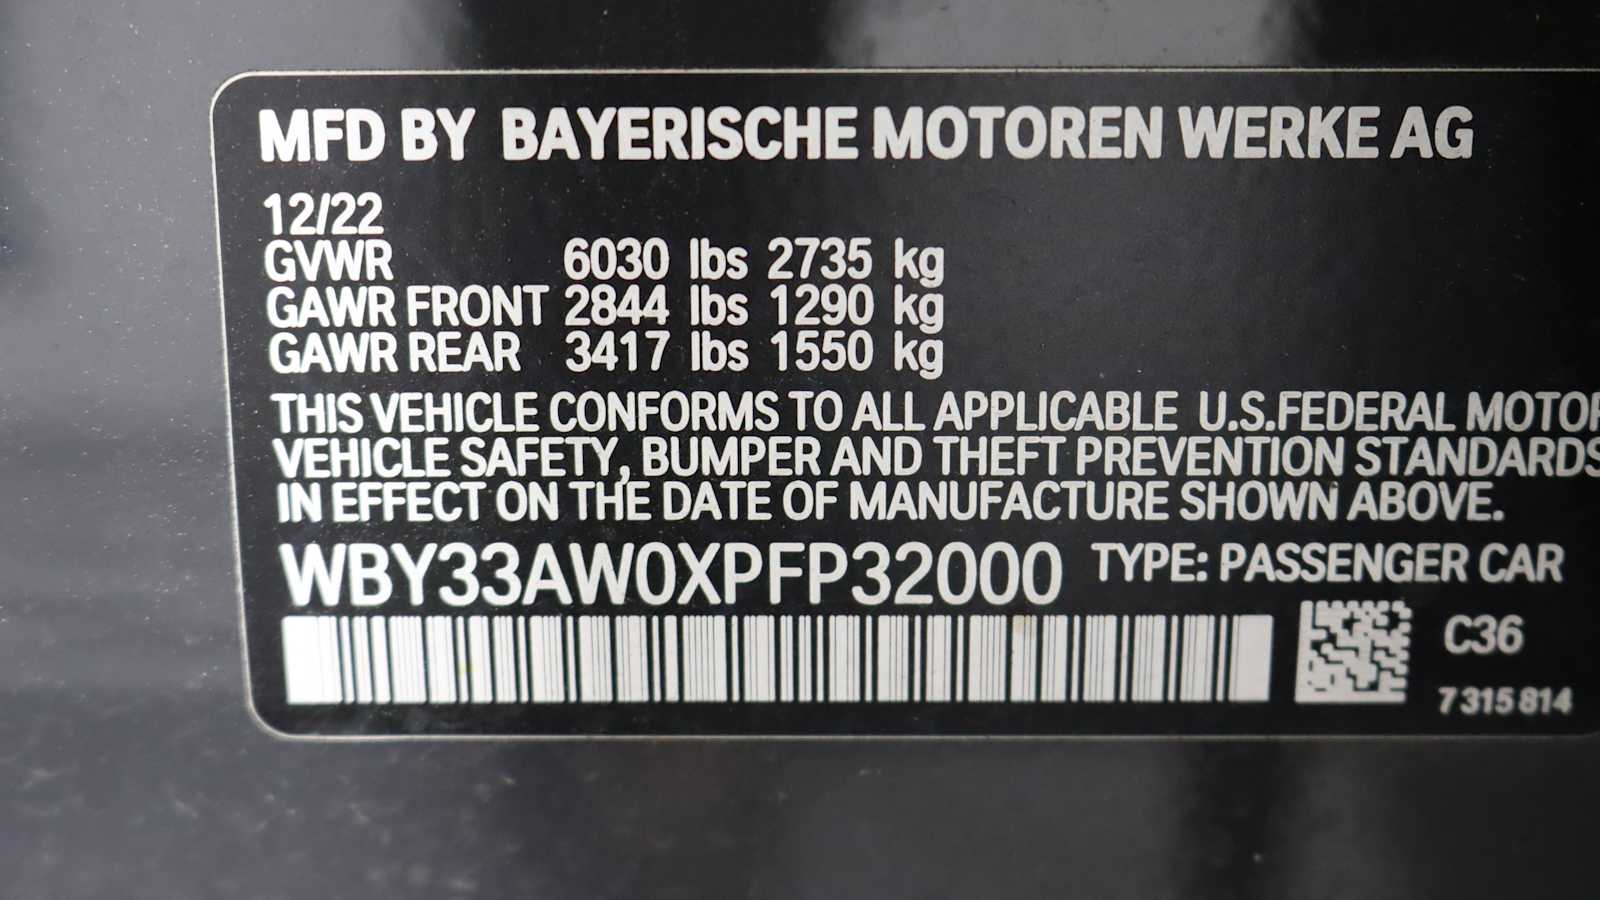 MFD BY BAYERISCHE MOTOREN WERKE AG
12/22
GVWR 6030 lbs 2735 kg
GAWR FRONT 2844 lbs 1290 kg
GAWR REAR 3417 lbs 1550 kg
THIS VEHICLE CONFORMS TO ALL APPLICABLE U.S.FEDERAL MOTOR
VEHICLE SAFETY, BUMPER AND THEFT PREVENTION STANDARDS
IN EFFECT ON THE DATE OF MANUFACTURE SHOWN ABOVE.
WBY33AW0XPFP32000 TYPE: PASSENGER CAR
C36
7 315 814